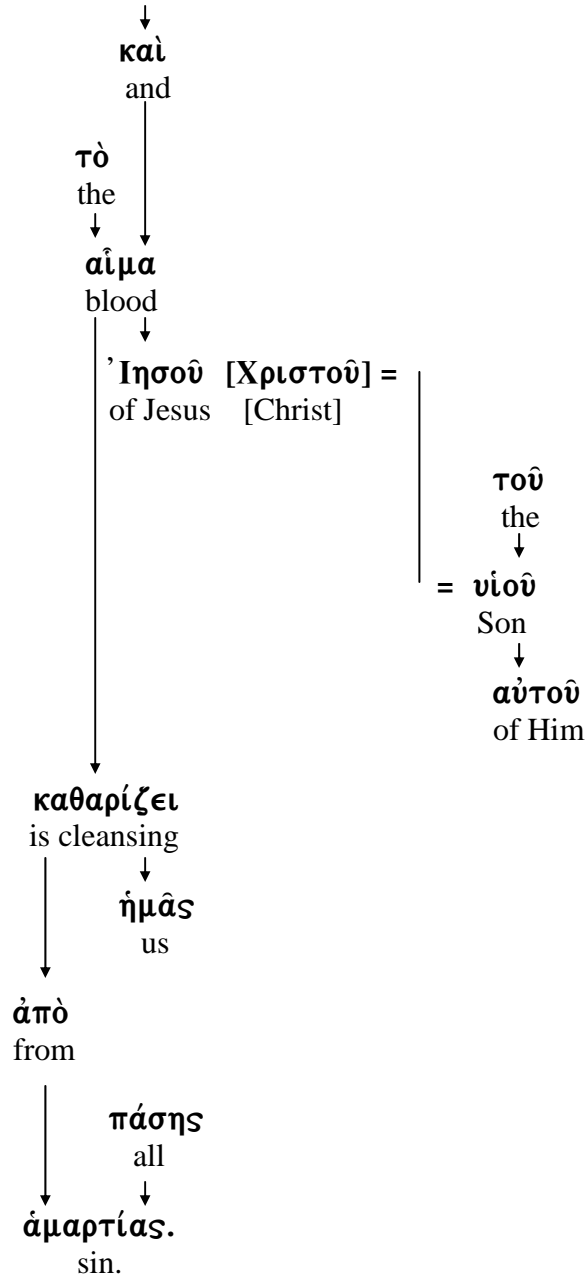 καὶ
and
τὸ
the
αἷμα
blood
Ἰησοῦ [Χριστοῦ] =
of Jesus [Christ]
τοῦ
the
= υἱοῦ
Son
αὐτοῦ
of Him
καθαρίζει
is cleansing
ἡμᾶς
us
ἀπὸ
from
πάσης
all
ἁμαρτίας.
sin.